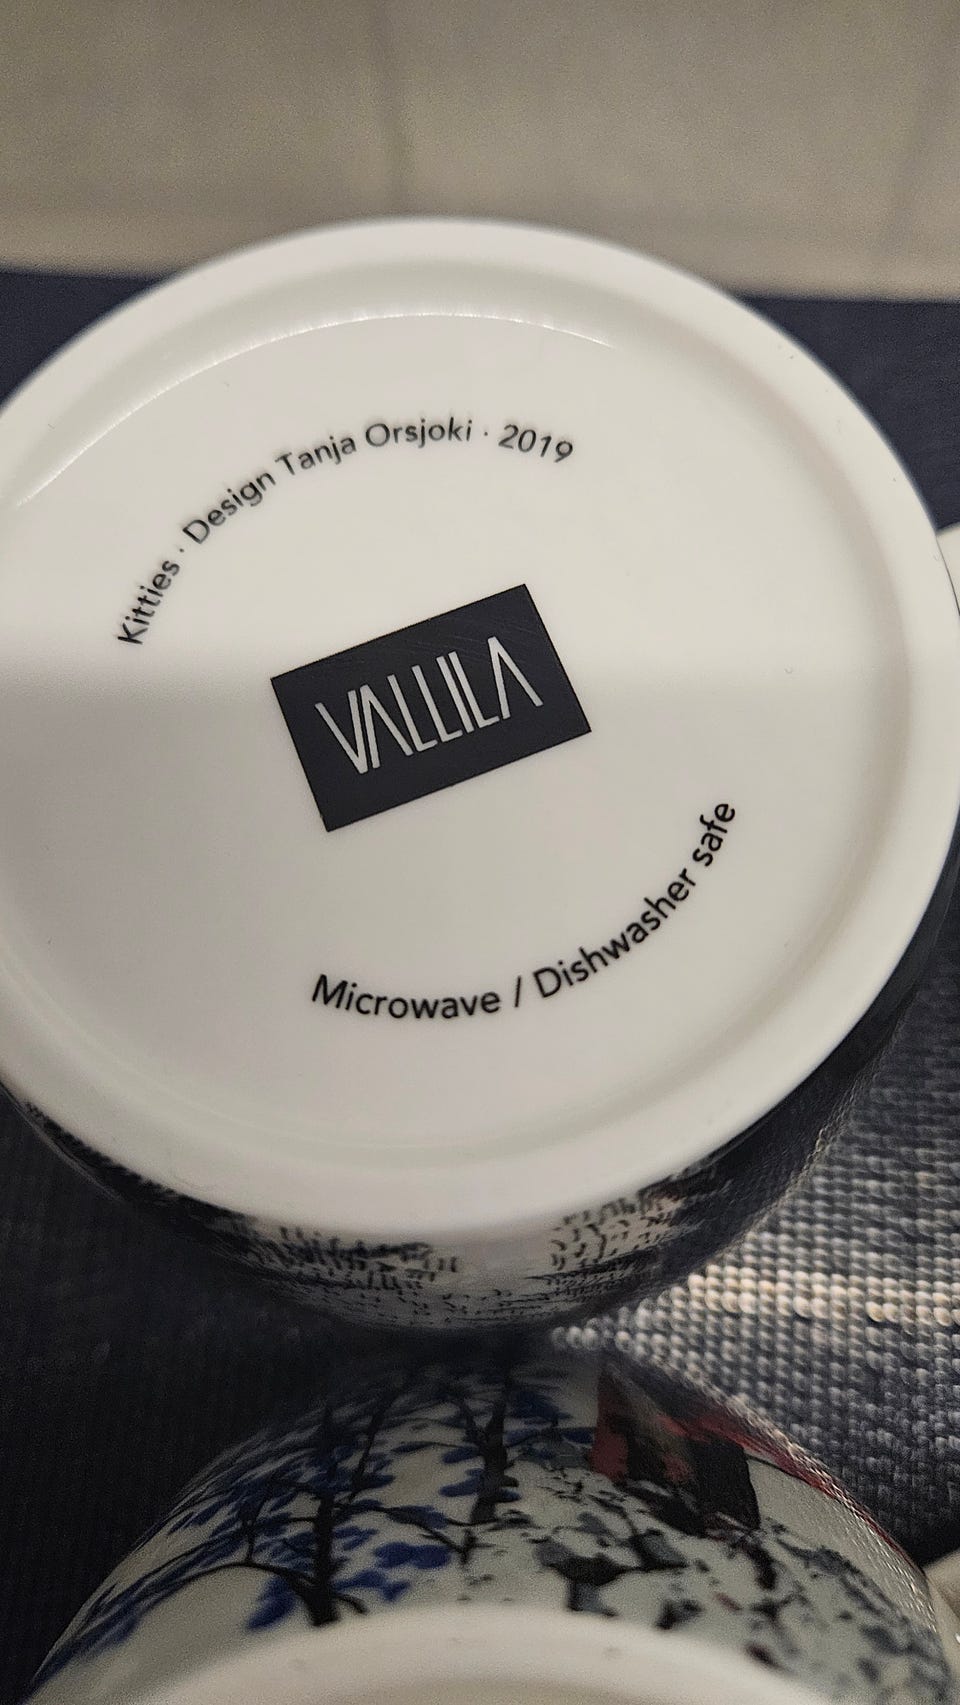 Kitties · Design Tanja Orsjoki · 2019
VALLILA
Microwave / Dishwasher safe